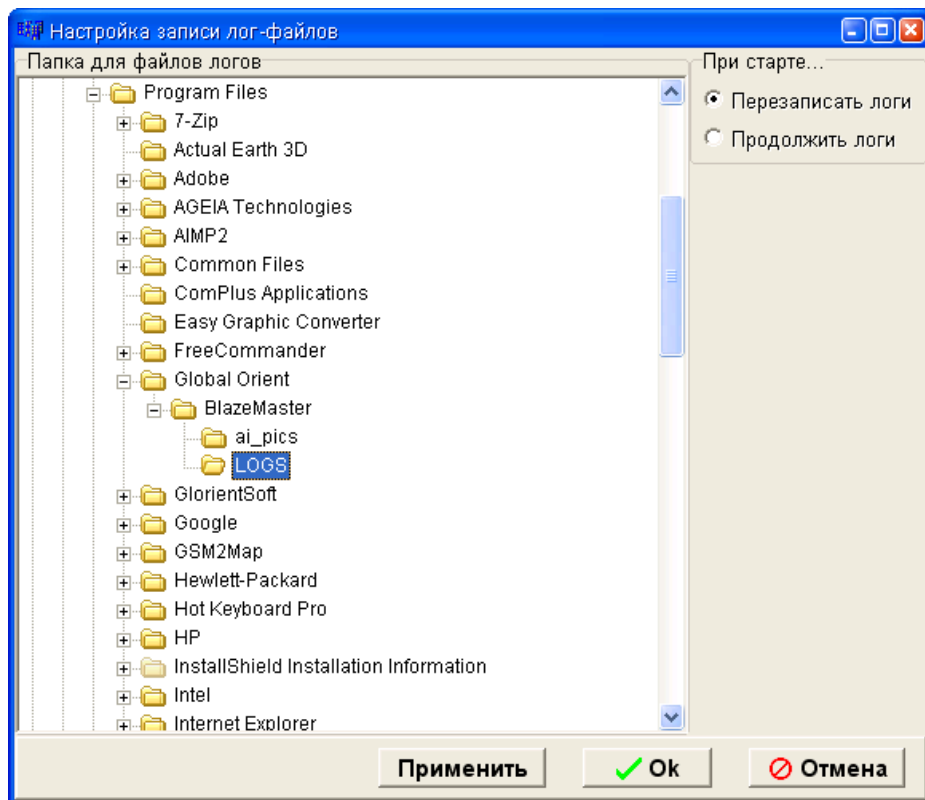 Настройка записи лог-файлов
Папка для файлов логов
Program Files
7-Zip
Actual Earth 3D
Adobe
AGEIA Technologies
AIMP2
Common Files
ComPlus Applications
Easy Graphic Converter
FreeCommander
Global Orient
BlazeMaster
ai_pics
LOGS
GlorientSoft
Google
GSM2Map
Hewlett-Packard
Hot Keyboard Pro
HP
InstallShield Installation Information
Intel
Internet Explorer
При старте...
Перезаписать логи
Продолжить логи
Применить
Ok
Отмена